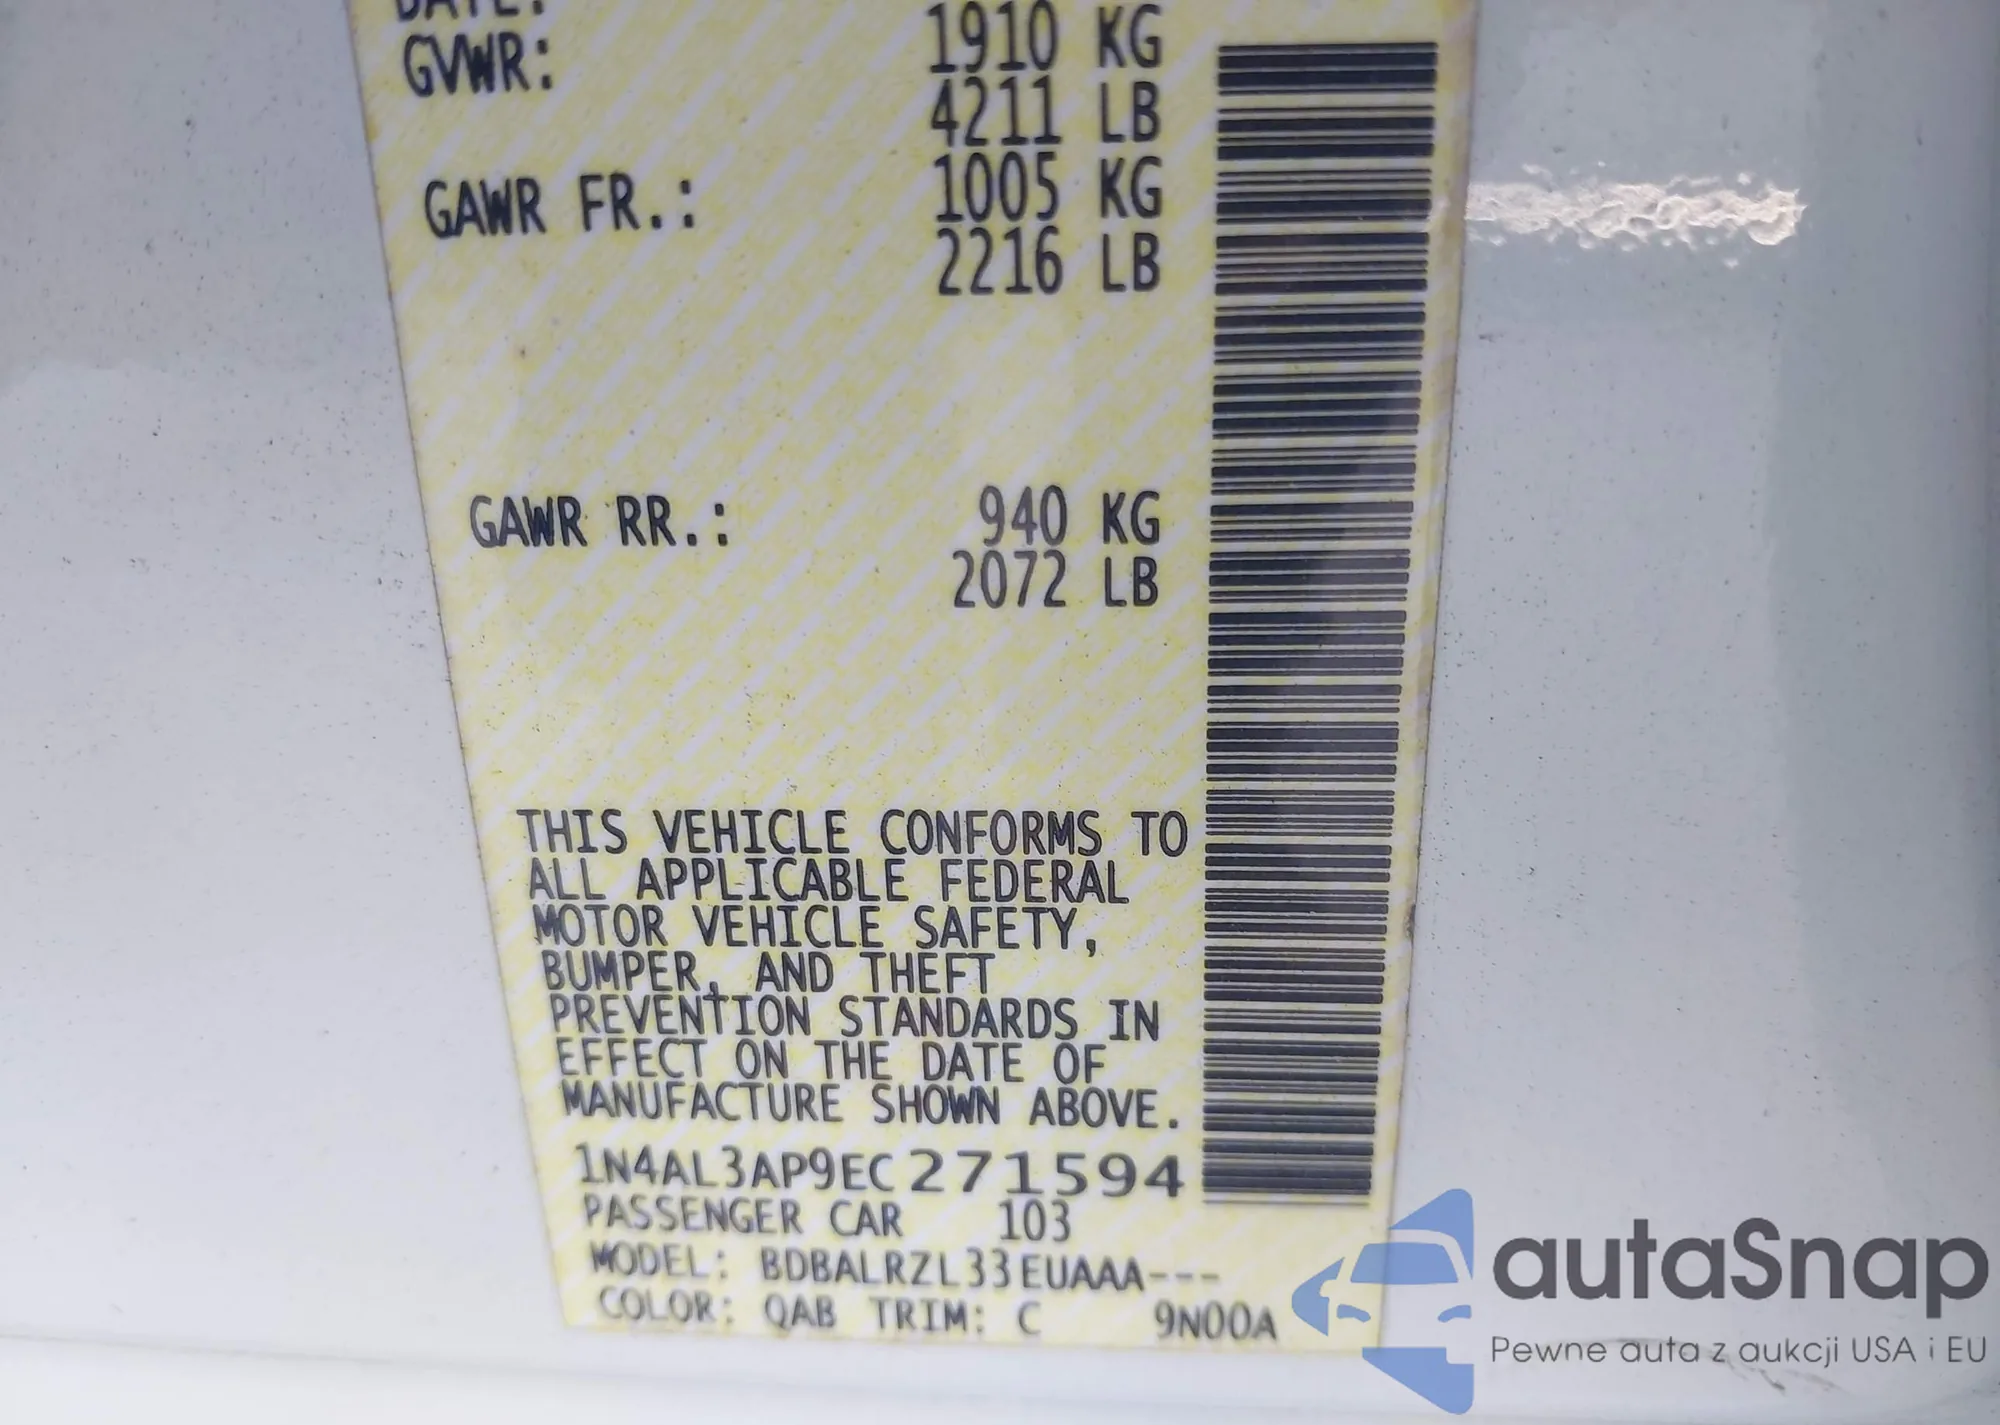 DATE:
GVWR: 1910 KG
4211 LB
GAWR FR.: 1005 KG
2216 LB
GAWR RR.: 940 KG
2072 LB
THIS VEHICLE CONFORMS TO
ALL APPLICABLE FEDERAL
MOTOR VEHICLE SAFETY,
BUMPER, AND THEFT
PREVENTION STANDARDS IN
EFFECT ON THE DATE OF
MANUFACTURE SHOWN ABOVE.
1N4AL3AP9EC271594
PASSENGER CAR 103
MODEL: BDBALRZL33EUAAA---
COLOR: QAB TRIM: C 9N00A
autaSnap
Pewne auta z aukcji USA i EU